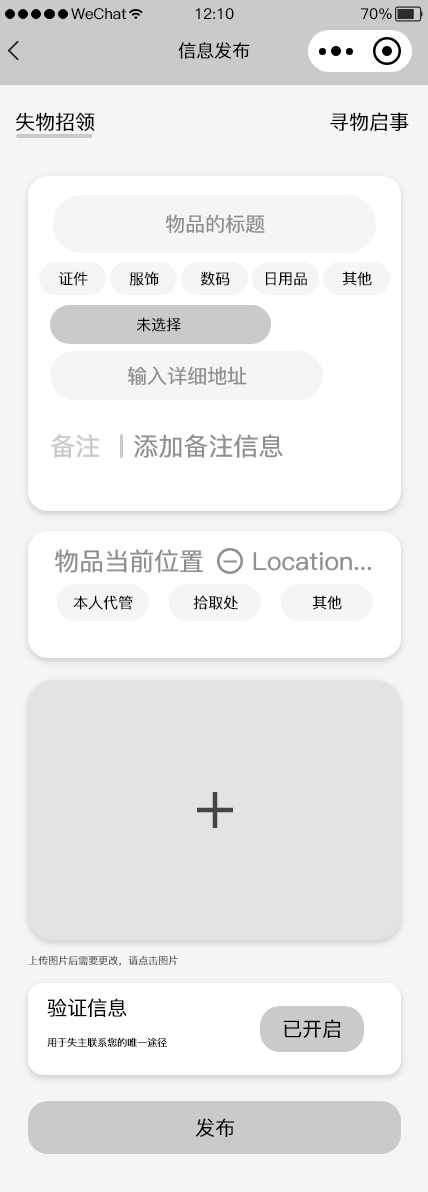 WeChat 12:10 70%
信息发布
失物招领 寻物启事
物品的标题
证件 服饰 数码 日用品 其他
未选择
输入详细地址
备注 添加备注信息
物品当前位置 Location...
本人代管 拾取处 其他
上传图片后需要更改，请点击图片
验证信息
用于失主联系您的唯一途径
已开启
发布